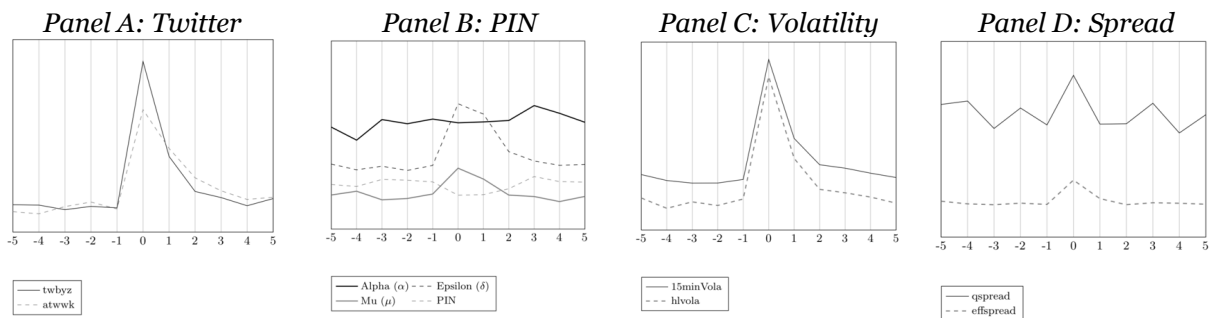 Panel A: Twitter
-5 -4 -3 -2 -1 0 1 2 3 4 5
twbyz
atwwk
Panel B: PIN
-5 -4 -3 -2 -1 0 1 2 3 4 5
Alpha (α) Epsilon (δ)
Mu (μ) PIN
Panel C: Volatility
-5 -4 -3 -2 -1 0 1 2 3 4 5
15minVola
hlvola
Panel D: Spread
-5 -4 -3 -2 -1 0 1 2 3 4 5
qspread
effspread